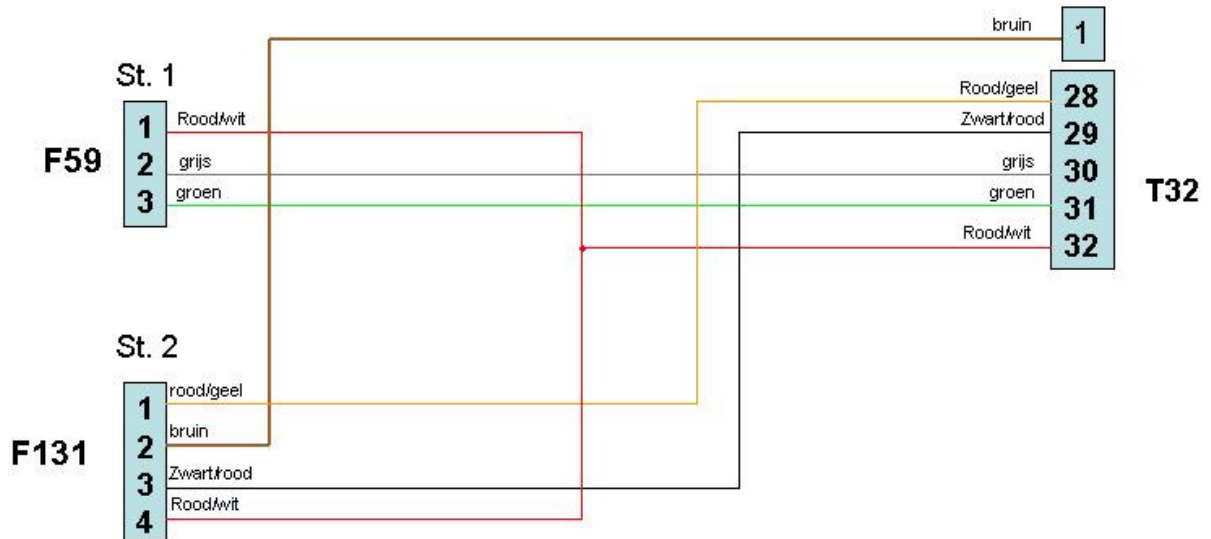 bruin
1
St. 1
F59
1
Rood/wit
2
grijs
3
groen
Rood/geel
28
Zwart/rood
29
grijs
30
groen
31
Rood/wit
32
T32
St. 2
F131
rood/geel
1
bruin
2
Zwart/rood
3
Rood/wit
4